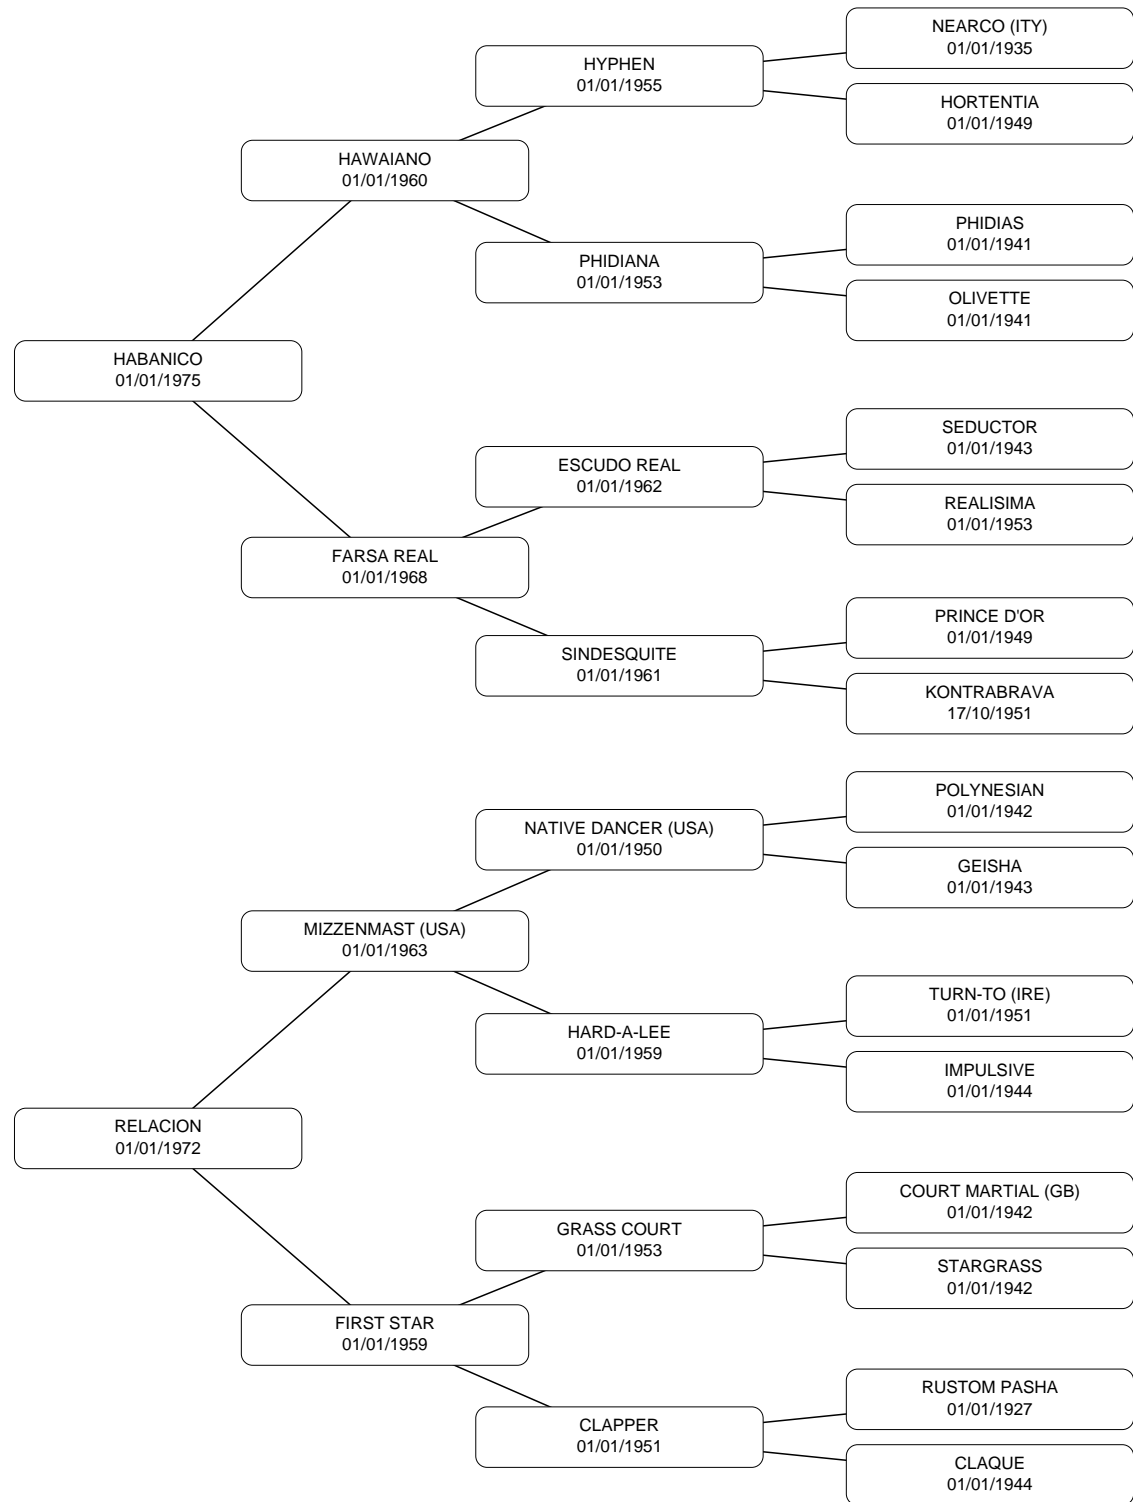 NEARCO (ITY)
01/01/1935
HYPHEN
01/01/1955
HORTENTIA
01/01/1949
HAWAIANO
01/01/1960
PHIDIAS
01/01/1941
PHIDIANA
01/01/1953
OLIVETTE
01/01/1941
HABANICO
01/01/1975
SEDUCTOR
01/01/1943
ESCUDO REAL
01/01/1962
REALISIMA
01/01/1953
FARSA REAL
01/01/1968
PRINCE D'OR
01/01/1949
SINDESQUITE
01/01/1961
KONTRABRAVA
17/10/1951
POLYNESIAN
01/01/1942
NATIVE DANCER (USA)
01/01/1950
GEISHA
01/01/1943
MIZZENMAST (USA)
01/01/1963
TURN-TO (IRE)
01/01/1951
HARD-A-LEE
01/01/1959
IMPULSIVE
01/01/1944
RELACION
01/01/1972
COURT MARTIAL (GB)
01/01/1942
GRASS COURT
01/01/1953
STARGRASS
01/01/1942
FIRST STAR
01/01/1959
RUSTOM PASHA
01/01/1927
CLAPPER
01/01/1951
CLAQUE
01/01/1944